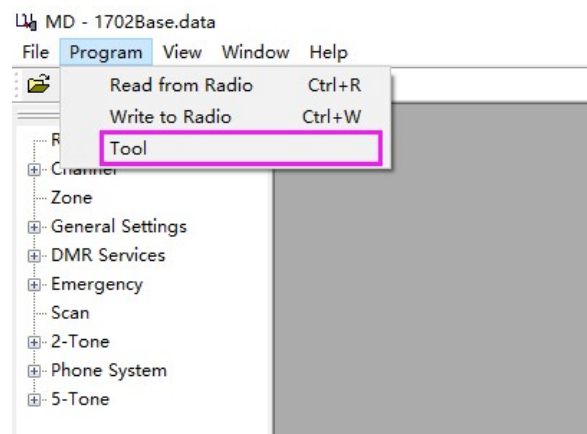 MD - 1702Base.data
File Program View Window Help
Read from Radio Ctrl+R
Write to Radio Ctrl+W
Tool
Channel
Zone
General Settings
DMR Services
Emergency
Scan
2-Tone
Phone System
5-Tone